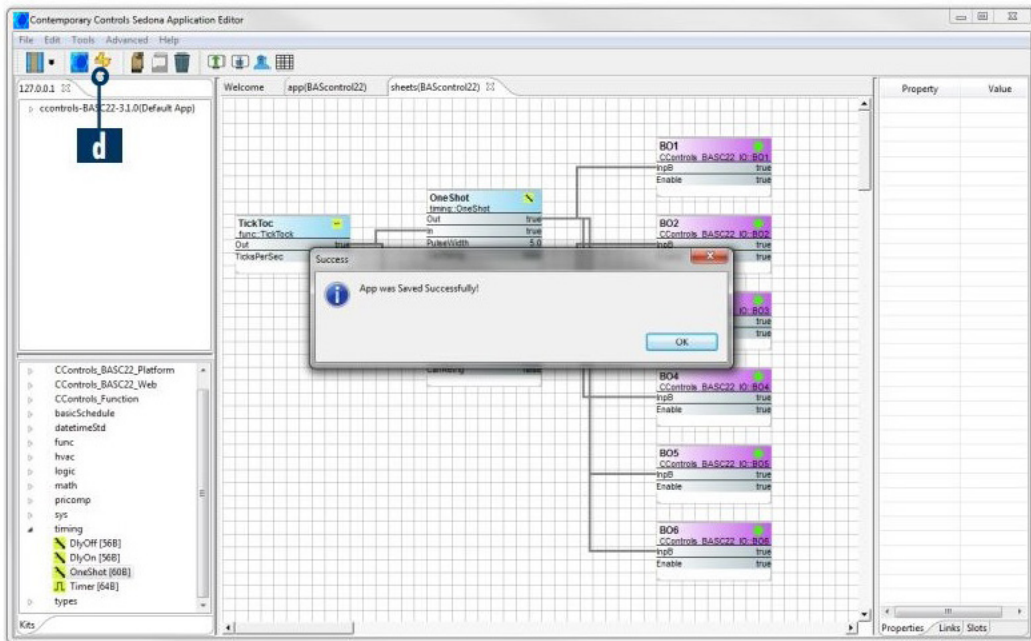 Contemporary Controls Sedona Application Editor
File Edit Tools Advanced Help
127.0.0.1
Welcome app(BAScontrol22) sheets(BAScontrol22)
Property Value
ccontrols-BASC22-3.1.0(Default App)
d
BO1
CControls_BASC22_IO::BO1
InpB true
Enable true
OneShot
timing::OneShot
Out true
In true
PulseWidth 5.0
TickToc
func::TickTock
Out true
TicksPerSec
BO2
CControls_BASC22_IO::BO2
InpB true
true
Success
App was Saved Successfully!
OK
IO::BO3
true
true
CanRetrig false
BO4
CControls_BASC22_IO::BO4
InpB true
Enable true
BO5
CControls_BASC22_IO::BO5
InpB true
Enable true
BO6
CControls_BASC22_IO::BO6
InpB true
Enable true
CControls_BASC22_Platform
CControls_BASC22_Web
CControls_Function
basicSchedule
datetimeStd
func
hvac
logic
math
pricomp
sys
timing
DlyOff [56B]
DlyOn [56B]
OneShot [60B]
Timer [64B]
types
Kits
Properties Links Slots